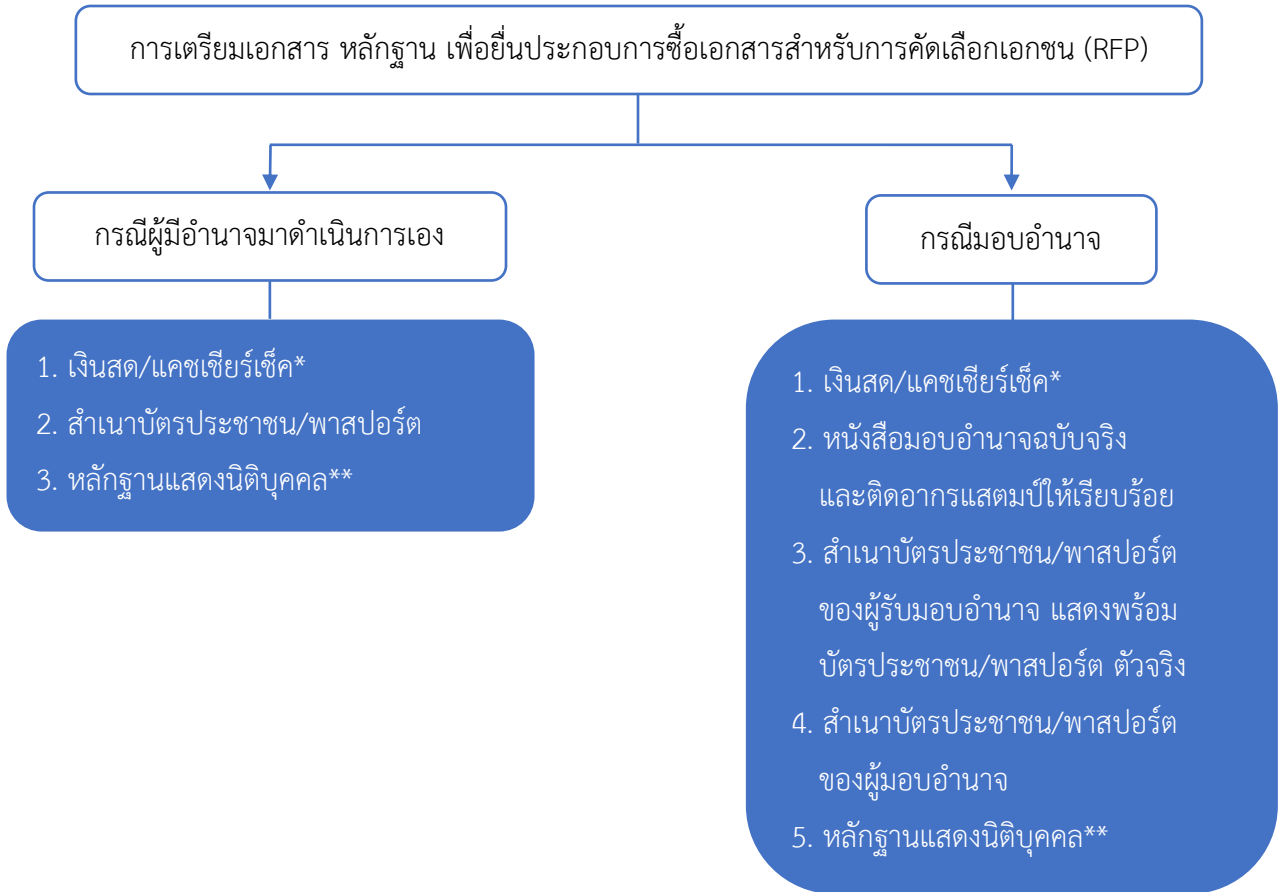 การเตรียมเอกสาร หลักฐาน เพื่อยื่นประกอบการซื้อเอกสารสำหรับการคัดเลือกเอกชน (RFP)
กรณีผู้มีอำนาจมาดำเนินการเอง
1. เงินสด/แคชเชียร์เช็ค*
2. สำเนาบัตรประชาชน/พาสปอร์ต
3. หลักฐานแสดงนิติบุคคล**
กรณีมอบอำนาจ
1. เงินสด/แคชเชียร์เช็ค*
2. หนังสือมอบอำนาจฉบับจริง
และติดอากรแสตมป์ให้เรียบร้อย
3. สำเนาบัตรประชาชน/พาสปอร์ต
ของผู้รับมอบอำนาจ แสดงพร้อม
บัตรประชาชน/พาสปอร์ต ตัวจริง
4. สำเนาบัตรประชาชน/พาสปอร์ต
ของผู้มอบอำนาจ
5. หลักฐานแสดงนิติบุคคล**